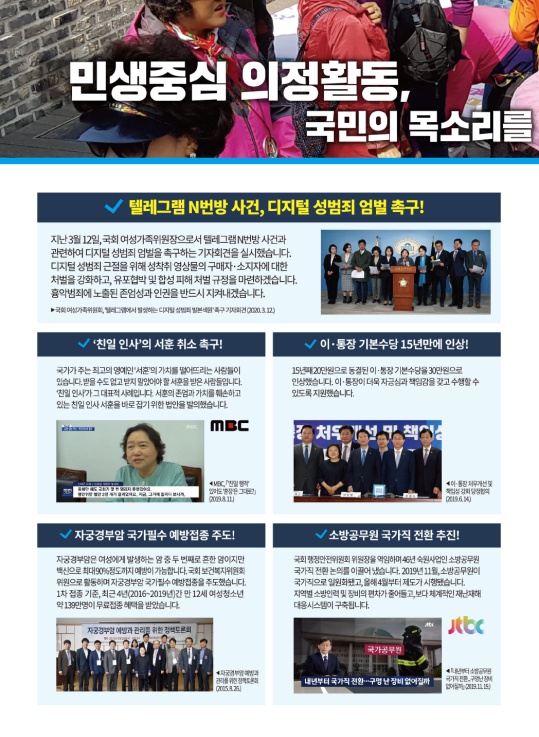 민생중심 의정활동,
국민의 목소리를
텔레그램 N번방 사건, 디지털 성범죄 엄벌 촉구!
지난 3월 12일, 국회 여성가족위원장으로서 텔레그램 N번방 사건과
관련하여 디지털 성범죄 엄벌을 촉구하는 기자회견을 실시했습니다.
디지털 성범죄 근절을 위해 성착취 영상물의 구매자·소지자에 대한
처벌을 강화하고, 유포협박 및 합성 피해 처벌 규정을 마련하겠습니다.
흉악범죄에 노출된 존엄성과 인권을 반드시 지켜내겠습니다.
▶국회 여성가족위원회, '텔레그램에서 발생하는 디지털 성범죄 발본색원' 촉구 기자회견 (2020. 3. 12.)
'친일 인사'의 서훈 취소 촉구!
국가가 주는 최고의 영예인 '서훈'의 가치를 떨어뜨리는 사람들이
있습니다. 받을 수도 없고 받지 말았어야 할 서훈을 받은 사람들입니다.
'친일 인사'가 그 대표적 사례입니다. 서훈의 존엄과 가치를 훼손하고
있는 친일 인사 서훈을 바로 잡기 위한 법안을 발의했습니다.
MBC
◀MBC, 「'친일 행적'
있어도 '훈장'은 그대로?」
(2019.8.11.)
이·통장 기본수당 15년만에 인상!
15년째 20만원으로 동결된 이·통장 기본수당을 30만원으로
인상했습니다. 이·통장이 더욱 자긍심과 책임감을 갖고 수행할 수
있도록 지원했습니다.
장 처우개선 및 책임성
◀이·통장 처우개선 및
책임성 강화 당정협의
(2019.6.14.)
자궁경부암 국가필수 예방접종 주도!
자궁경부암은 여성에게 발생하는 암 중 두 번째로 흔한 암이지만
백신으로 최대 90%정도까지 예방이 가능합니다. 국회 보건복지위원회
위원으로 활동하며 자궁경부암 국가필수 예방접종을 주도했습니다.
1차 접종 기준, 최근 4년(2016~2019년)간 만 12세 여성청소년
약 139만명이 무료접종 혜택을 받았습니다.
자궁경부암 예방과 관리를 위한 정책토론회
◀자궁경부암 예방과
관리를 위한 정책토론회
(2015.8.26.)
소방공무원 국가직 전환 추진!
국회 행정안전위원회 위원장을 역임하며 46년 숙원사업인 소방공무원
국가직 전환 논의를 이끌어 냈습니다. 2019년 11월, 소방공무원이
국가직으로 일원화됐고, 올해 4월부터 제도가 시행됐습니다.
지역별 소방인력 및 장비의 편차가 줄어들고, 보다 체계적인 재난재해
대응시스템이 구축됩니다.
JTBC
국가공무원
내년부터 국가직 전환…구멍 난 장비 없어질까
jtbc
◀「내년부터 소방공무원
국가직 전환…구멍 난 장비
없어질까」 (2019.11.19.)